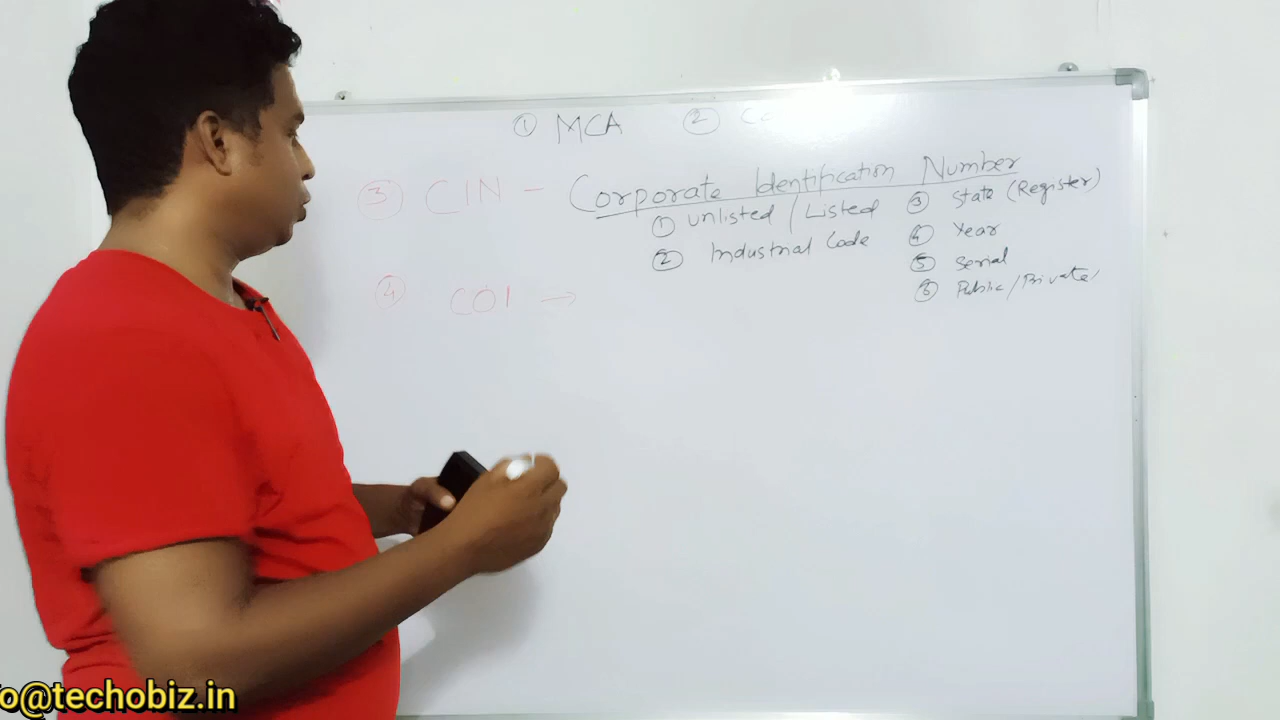 ① MCA ② Co
③ CIN - Corporate Identification Number
① Unlisted / Listed
② Industrial Code
③ State (Register)
④ Year
⑤ Serial
⑥ Public / Private
④ COI →
o@techobiz.in